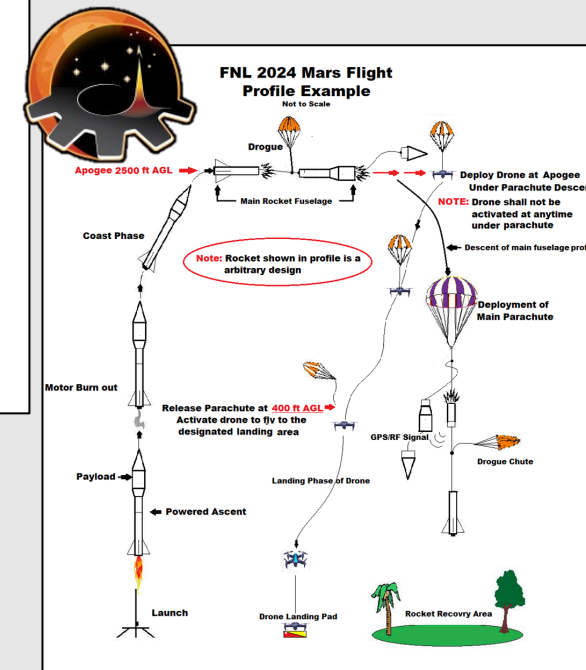 FNL 2024 Mars Flight
Profile Example
Not to Scale
Drogue
Apogee 2500 ft AGL
Deploy Drone at Apogee
Under Parachute Descen
NOTE: Drone shall not be
activated at anytime
under parachute
Main Rocket Fuselage
Coast Phase
Descent of main fuselage prof
Note: Rocket shown in profile is a
arbitrary design
Deployment of
Main Parachute
Motor Burn out
Release Parachute at 400 ft AGL
Activate drone to fly to the
designated landing area
GPS/RF Signal
Drogue Chute
Payload
Landing Phase of Drone
Powered Ascent
Launch
Drone Landing Pad
Rocket Recovry Area